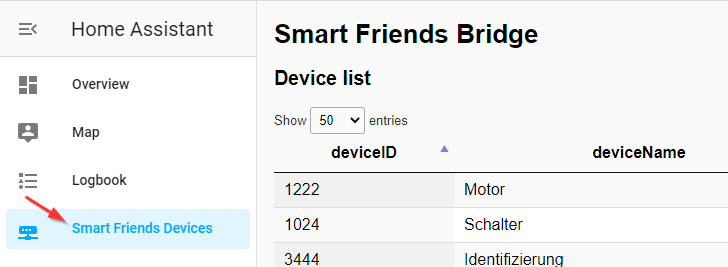 Home Assistant
Overview
Map
Logbook
Smart Friends Devices
Smart Friends Bridge
Device list
Show 50 entries
deviceID deviceName
1222 Motor
1024 Schalter
3444 Identifizierung